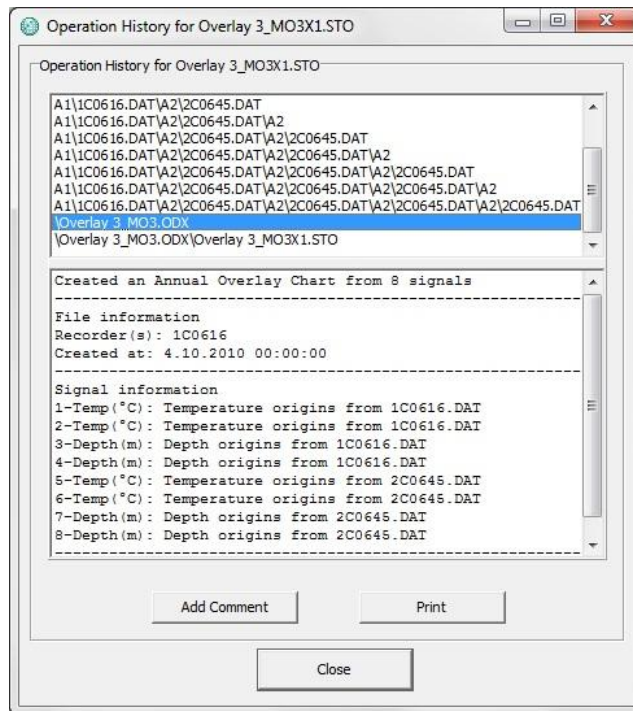 Operation History for Overlay 3_MO3X1.STO
Operation History for Overlay 3_MO3X1.STO
A1\1C0616.DAT\A2\2C0645.DAT
A1\1C0616.DAT\A2\2C0645.DAT\A2
A1\1C0616.DAT\A2\2C0645.DAT\A2\2C0645.DAT
A1\1C0616.DAT\A2\2C0645.DAT\A2\2C0645.DAT\A2
A1\1C0616.DAT\A2\2C0645.DAT\A2\2C0645.DAT\A2\2C0645.DAT
A1\1C0616.DAT\A2\2C0645.DAT\A2\2C0645.DAT\A2\2C0645.DAT\A2
A1\1C0616.DAT\A2\2C0645.DAT\A2\2C0645.DAT\A2\2C0645.DAT\A2\2C0645.DAT
\Overlay 3_MO3.ODX
\Overlay 3_MO3.ODX\Overlay 3_MO3X1.STO
Created an Annual Overlay Chart from 8 signals
------------------------------------------------------
File information
Recorder(s): 1C0616
Created at: 4.10.2010 00:00:00
------------------------------------------------------
Signal information
1-Temp(°C): Temperature origins from 1C0616.DAT
2-Temp(°C): Temperature origins from 1C0616.DAT
3-Depth(m): Depth origins from 1C0616.DAT
4-Depth(m): Depth origins from 1C0616.DAT
5-Temp(°C): Temperature origins from 2C0645.DAT
6-Temp(°C): Temperature origins from 2C0645.DAT
7-Depth(m): Depth origins from 2C0645.DAT
8-Depth(m): Depth origins from 2C0645.DAT
------------------------------------------------------
Add Comment Print
Close